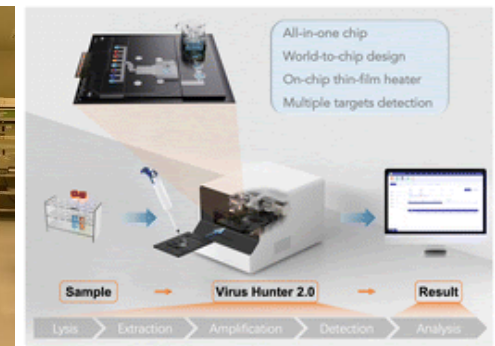 All-in-one chip
World-to-chip design
On-chip thin-film heater
Multiple targets detection
Sample
Virus Hunter 2.0
Result
Lysis
Extraction
Amplification
Detection
Analysis